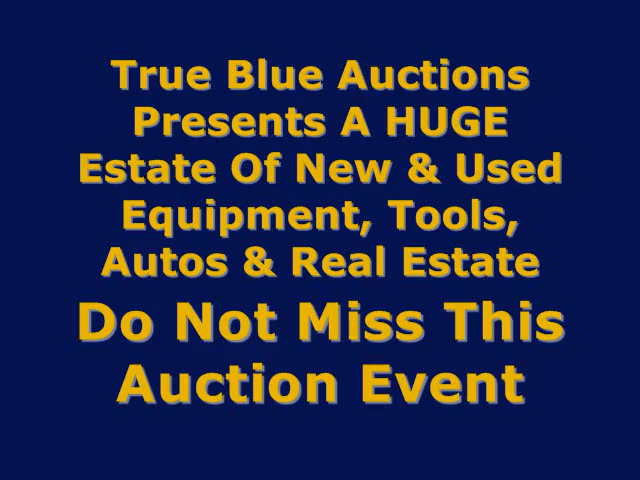 True Blue Auctions
Presents A HUGE
Estate Of New & Used
Equipment, Tools,
Autos & Real Estate
Do Not Miss This
Auction Event